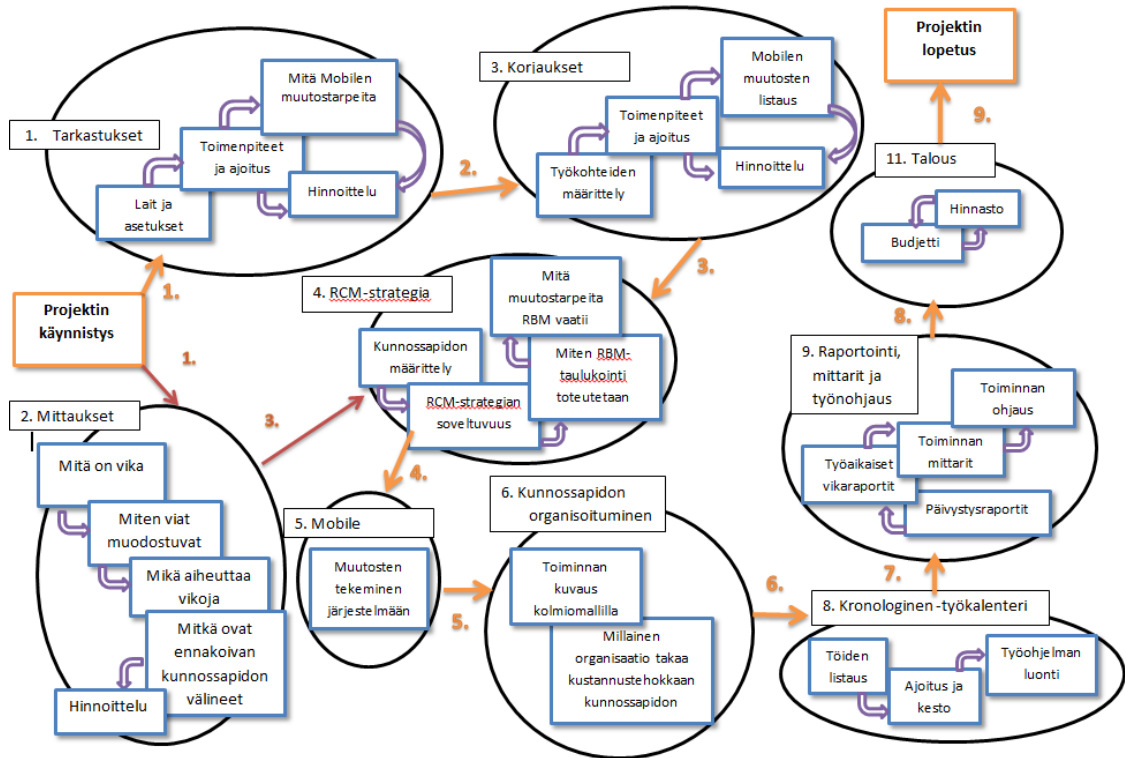 1. Tarkastukset
Mitä Mobilen
muutostarpeita
Toimenpiteet
ja ajoitus
Hinnoittelu
Lait ja
asetukset
2.
3. Korjaukset
Mobilen
muutosten
listaus
Toimenpiteet
ja ajoitus
Hinnoittelu
Työkohteiden
määrittely
Projektin
lopetus
9.
11. Talous
Hinnasto
Budjetti
8.
Projektin
käynnistys
1.
1.
3.
4. RCM-strategia
Mitä
muutostarpeita
RBM vaatii
Kunnossapidon
määrittely
Miten RBM-
taulukointi
toteutetaan
RCM-strategian
soveltuvuus
3.
4.
2. Mittaukset
Mitä on vika
Miten viat
muodostuvat
Mikä aiheuttaa
vikoja
Mitkä ovat
ennakoivan
kunnossapidon
välineet
Hinnoittelu
5. Mobile
Muutosten
tekeminen
järjestelmään
5.
6. Kunnossapidon
organisoituminen
Toiminnan
kuvaus
kolmiomallilla
Millainen
organisaatio takaa
kustannustehokkaan
kunnossapidon
6.
9. Raportointi,
mittarit ja
työnohjaus
Toiminnan
ohjaus
Toiminnan
mittarit
Työaikaiset
vikaraportit
Päivystysraportit
7.
8. Kronologinen -työkalenteri
Töiden
listaus
Ajoitus ja
kesto
Työohjelman
luonti